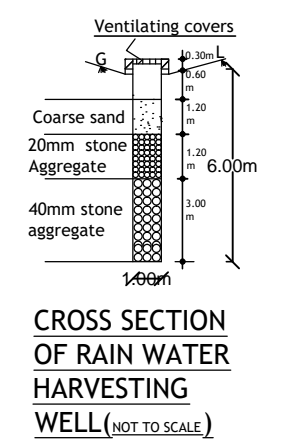 Ventilating covers
G
L
0.30m
0.60
m
Coarse sand
1.20
m
20mm stone
Aggregate
1.20
m
6.00m
40mm stone
aggregate
3.00
m
1.00m
CROSS SECTION
OF RAIN WATER
HARVESTING
WELL(NOT TO SCALE)